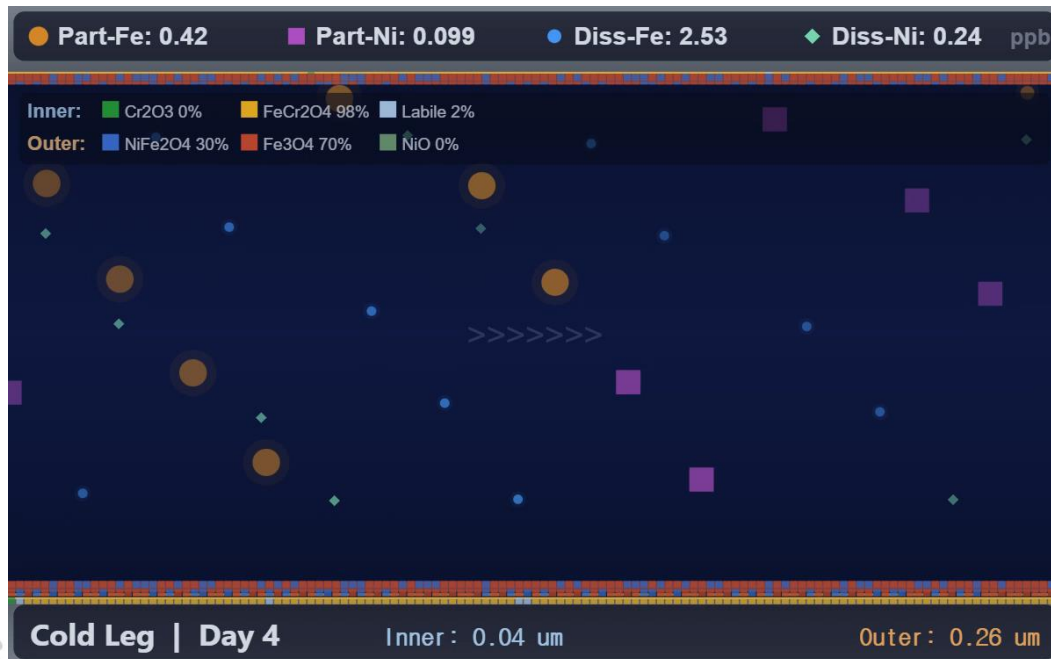 Part-Fe: 0.42 Part-Ni: 0.099 Diss-Fe: 2.53 Diss-Ni: 0.24 ppb
Inner: Cr2O3 0% FeCr2O4 98% Labile 2%
Outer: NiFe2O4 30% Fe3O4 70% NiO 0%
>>>>>>>
Cold Leg | Day 4 Inner: 0.04 um Outer: 0.26 um